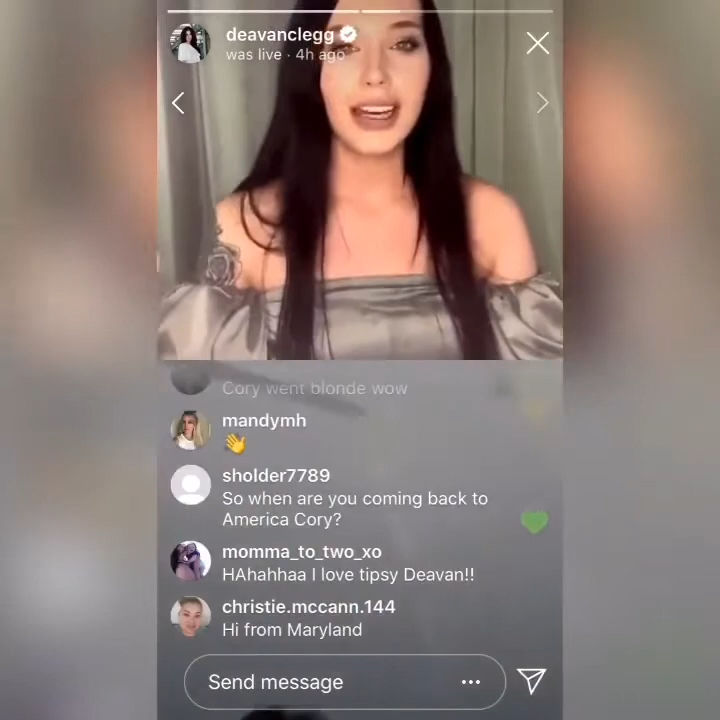 deavanclegg
was live · 4h ago
Cory went blonde wow
mandymh
👋
sholder7789
So when are you coming back to
America Cory?
momma_to_two_xo
HAhahhaa I love tipsy Deavan!!
christie.mccann.144
Hi from Maryland
Send message